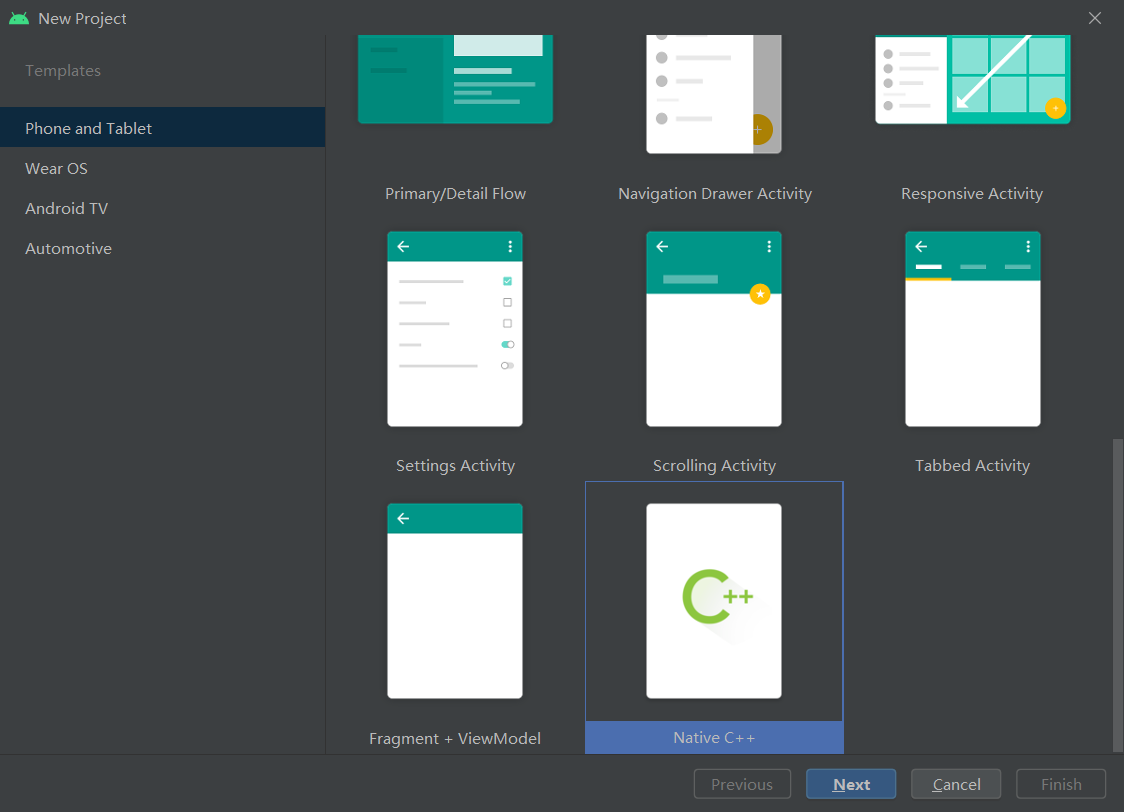 New Project
Templates
Phone and Tablet
Wear OS
Android TV
Automotive
Primary/Detail Flow
Navigation Drawer Activity
Responsive Activity
Settings Activity
Scrolling Activity
Tabbed Activity
C++
Fragment + ViewModel
Native C++
Previous
Next
Cancel
Finish